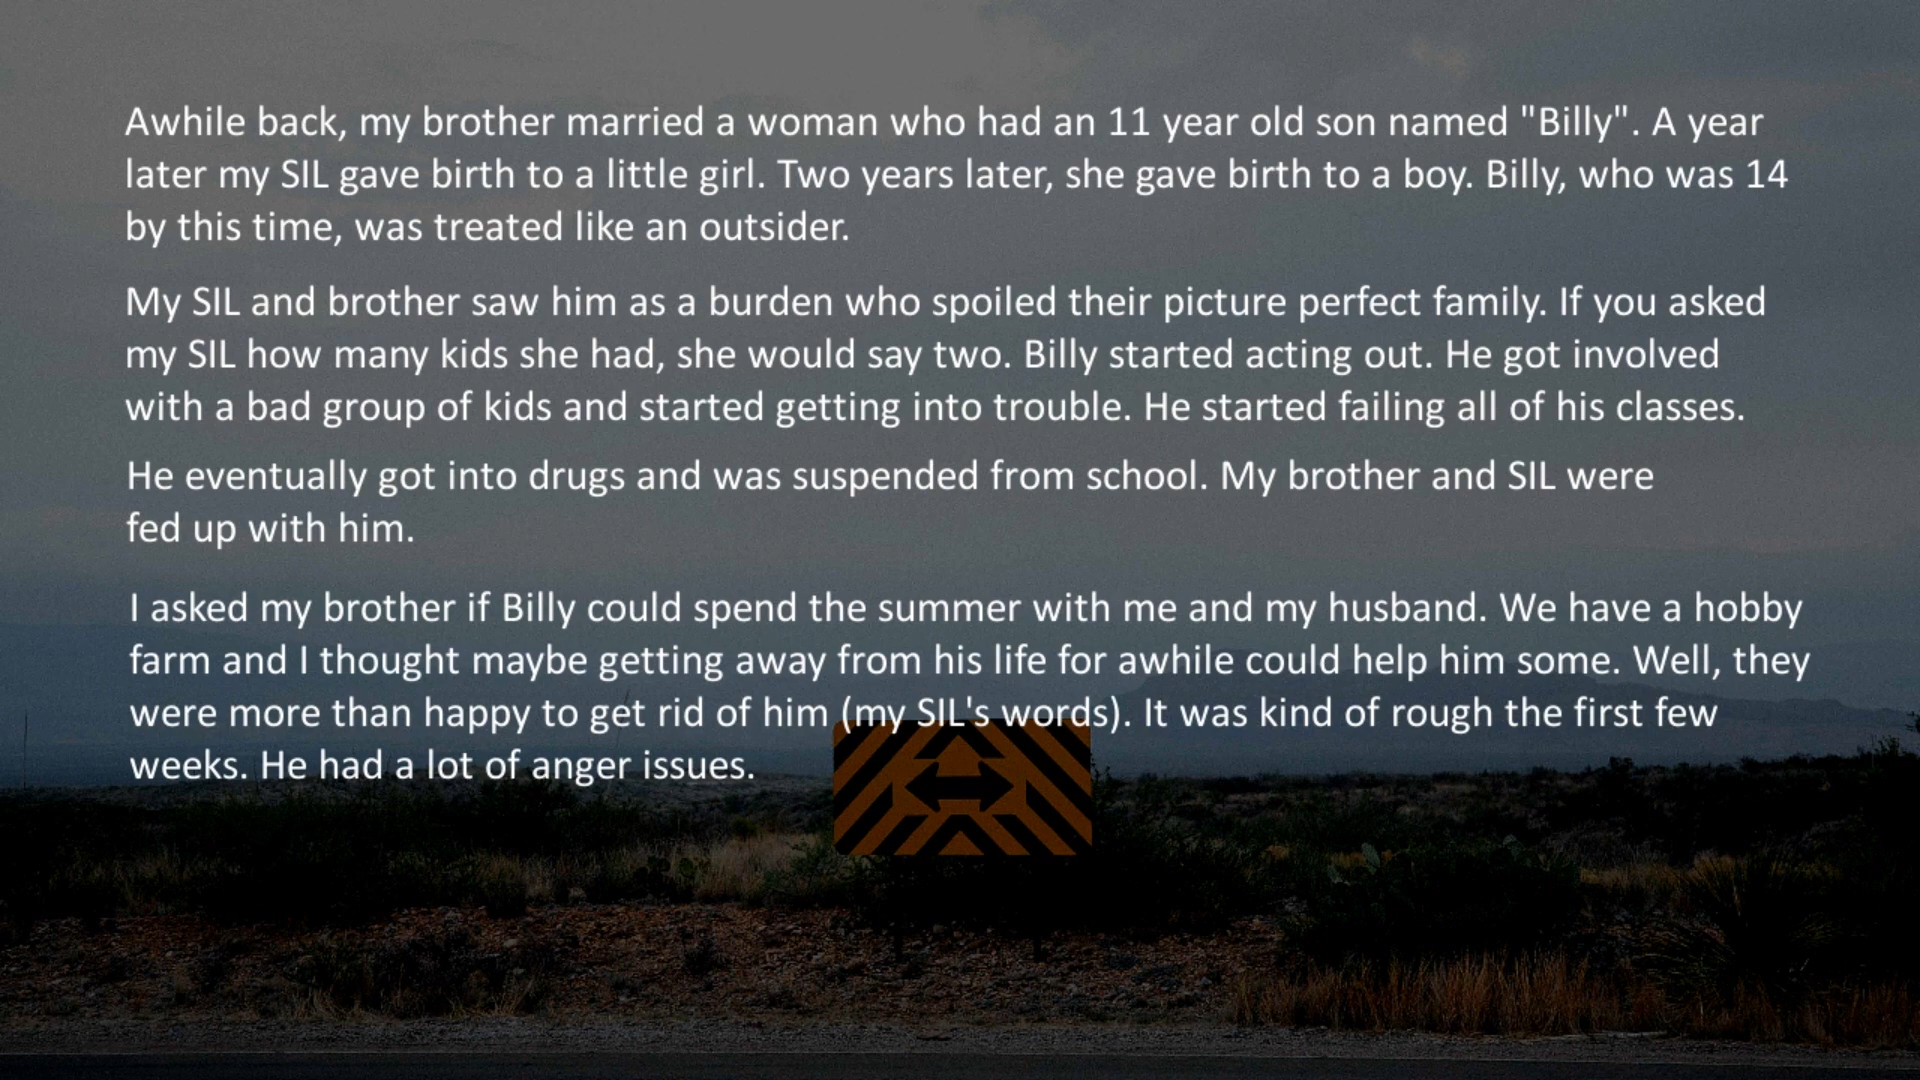 Awhile back, my brother married a woman who had an 11 year old son named "Billy". A year
later my SIL gave birth to a little girl. Two years later, she gave birth to a boy. Billy, who was 14
by this time, was treated like an outsider.
My SIL and brother saw him as a burden who spoiled their picture perfect family. If you asked
my SIL how many kids she had, she would say two. Billy started acting out. He got involved
with a bad group of kids and started getting into trouble. He started failing all of his classes.
He eventually got into drugs and was suspended from school. My brother and SIL were
fed up with him.
I asked my brother if Billy could spend the summer with me and my husband. We have a hobby
farm and I thought maybe getting away from his life for awhile could help him some. Well, they
were more than happy to get rid of him (my SIL's words). It was kind of rough the first few
weeks. He had a lot of anger issues.